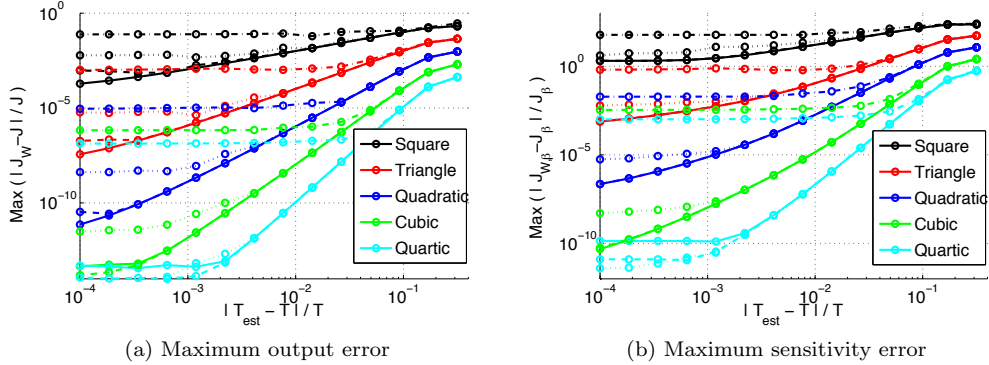 Max ( | J_W −J | / J )
10^0
10^−5
10^−10
10^−4
10^−3
10^−2
10^−1
| T_est − T | / T
Square
Triangle
Quadratic
Cubic
Quartic
(a) Maximum output error
Max ( | J_W,β −J_β | / J_β )
10^0
10^−5
10^−10
10^−4
10^−3
10^−2
10^−1
| T_est − T | / T
Square
Triangle
Quadratic
Cubic
Quartic
(b) Maximum sensitivity error